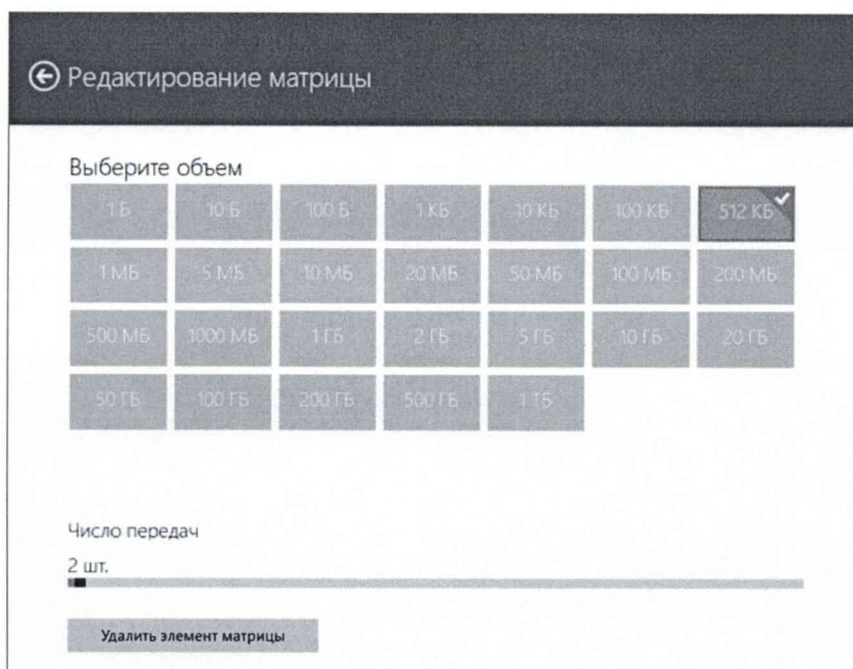 Редактирование матрицы
Выберите объем
1 Б 10 Б 100 Б 1 КБ 10 КБ 100 КБ 512 КБ
1 МБ 5 МБ 10 МБ 20 МБ 50 МБ 100 МБ 200 МБ
500 МБ 1000 МБ 1 ГБ 2 ГБ 5 ГБ 10 ГБ 20 ГБ
50 ГБ 100 ГБ 200 ГБ 500 ГБ 1 ТБ
Число передач
2 шт.
Удалить элемент матрицы